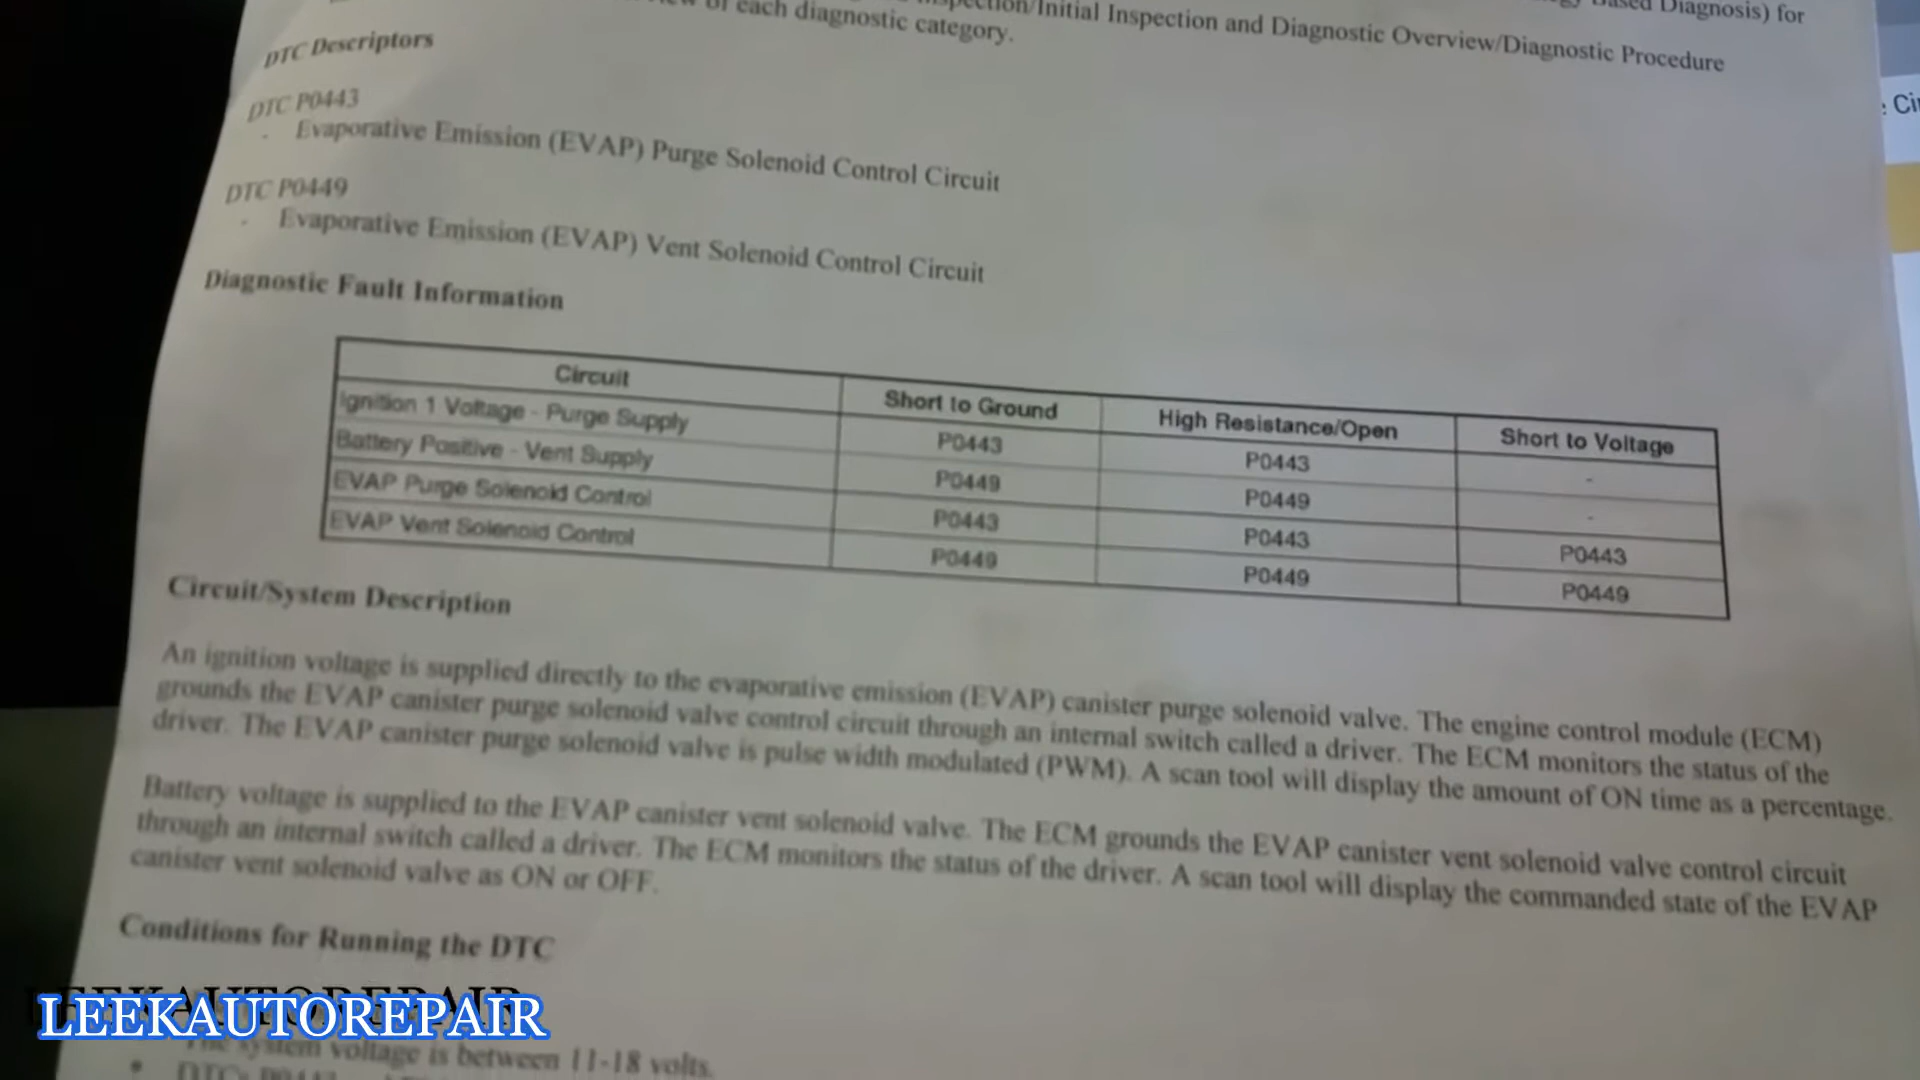 pection/Initial Inspection and Diagnostic Overview/Diagnostic Procedure
Based Diagnosis) for
of each diagnostic category.
DTC Descriptors
DTC P0443
- Evaporative Emission (EVAP) Purge Solenoid Control Circuit
DTC P0449
- Evaporative Emission (EVAP) Vent Solenoid Control Circuit
Diagnostic Fault Information
Circuit Short to Ground High Resistance/Open Short to Voltage
Ignition 1 Voltage - Purge Supply P0443 P0443 -
Battery Positive - Vent Supply P0449 P0449 -
EVAP Purge Solenoid Control P0443 P0443 P0443
EVAP Vent Solenoid Control P0449 P0449 P0449
Circuit/System Description
An ignition voltage is supplied directly to the evaporative emission (EVAP) canister purge solenoid valve. The engine control module (ECM)
grounds the EVAP canister purge solenoid valve control circuit through an internal switch called a driver. The ECM monitors the status of the
driver. The EVAP canister purge solenoid valve is pulse width modulated (PWM). A scan tool will display the amount of ON time as a percentage.
Battery voltage is supplied to the EVAP canister vent solenoid valve. The ECM grounds the EVAP canister vent solenoid valve control circuit
through an internal switch called a driver. The ECM monitors the status of the driver. A scan tool will display the commanded state of the EVAP
canister vent solenoid valve as ON or OFF.
Conditions for Running the DTC
LEEKAUTOREPAIR
The system voltage is between 11-18 volts.
: Ci